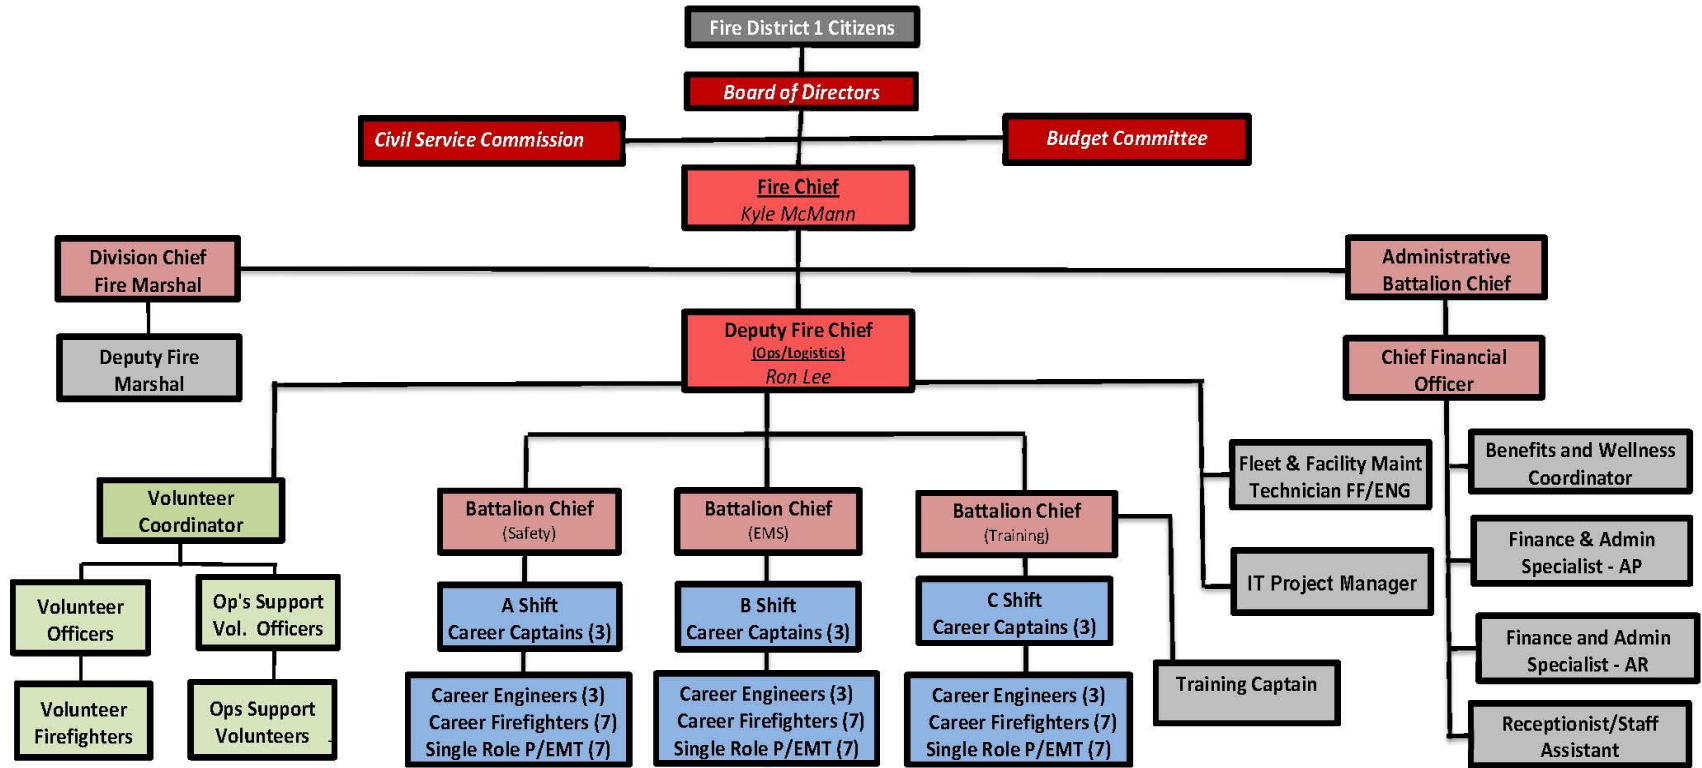 Fire District 1 Citizens
Board of Directors
Civil Service Commission
Budget Committee
Fire Chief
Kyle McMann
Division Chief
Fire Marshal
Administrative
Battalion Chief
Deputy Fire
Marshal
Deputy Fire Chief
(Ops/Logistics)
Ron Lee
Chief Financial
Officer
Volunteer
Coordinator
Battalion Chief
(Safety)
Battalion Chief
(EMS)
Battalion Chief
(Training)
Fleet & Facility Maint
Technician FF/ENG
IT Project Manager
Benefits and Wellness
Coordinator
Finance & Admin
Specialist - AP
Finance and Admin
Specialist - AR
Receptionist/Staff
Assistant
Volunteer
Officers
Op's Support
Vol. Officers
A Shift
Career Captains (3)
B Shift
Career Captains (3)
C Shift
Career Captains (3)
Training Captain
Volunteer
Firefighters
Ops Support
Volunteers
Career Engineers (3)
Career Firefighters (7)
Single Role P/EMT (7)
Career Engineers (3)
Career Firefighters (7)
Single Role P/EMT (7)
Career Engineers (3)
Career Firefighters (7)
Single Role P/EMT (7)